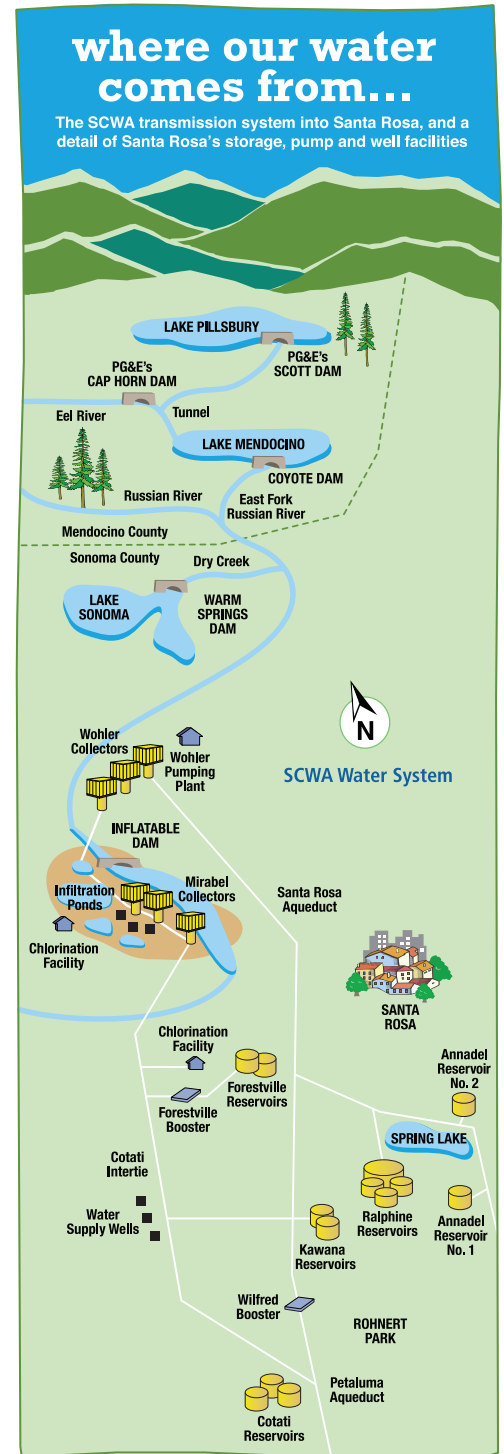 where our water
comes from...
The SCWA transmission system into Santa Rosa, and a
detail of Santa Rosa's storage, pump and well facilities
LAKE PILLSBURY
PG&E's
SCOTT DAM
PG&E's
CAP HORN DAM
Eel River
Tunnel
LAKE MENDOCINO
COYOTE DAM
Russian River
East Fork
Russian River
Mendocino County
Sonoma County
Dry Creek
LAKE
SONOMA
WARM
SPRINGS
DAM
N
SCWA Water System
Wohler
Collectors
Wohler
Pumping
Plant
INFLATABLE
DAM
Mirabel
Collectors
Infiltration
Ponds
Chlorination
Facility
Santa Rosa
Aqueduct
SANTA
ROSA
Chlorination
Facility
Forestville
Reservoirs
Forestville
Booster
Annadel
Reservoir
No. 2
SPRING LAKE
Cotati
Intertie
Water
Supply Wells
Kawana
Reservoirs
Ralphine
Reservoirs
Annadel
Reservoir
No. 1
Wilfred
Booster
ROHNERT
PARK
Petaluma
Aqueduct
Cotati
Reservoirs